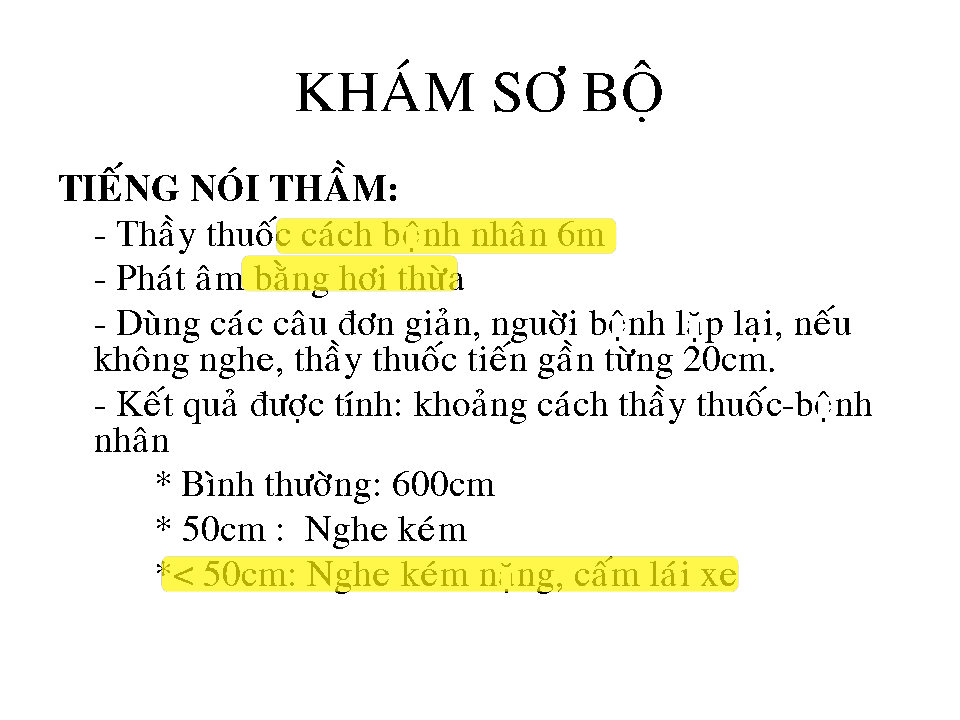 KHÁM SƠ BỘ
TIẾNG NÓI THẦM:
- Thầy thuốc cách bệnh nhân 6m
- Phát âm bằng hơi thừa
- Dùng các câu đơn giản, nguời bệnh lặp lại, nếu
không nghe, thầy thuốc tiến gần từng 20cm.
- Kết quả được tính: khoảng cách thầy thuốc-bệnh
nhân
* Bình thường: 600cm
* 50cm : Nghe kém
*< 50cm: Nghe kém nặng, cấm lái xe